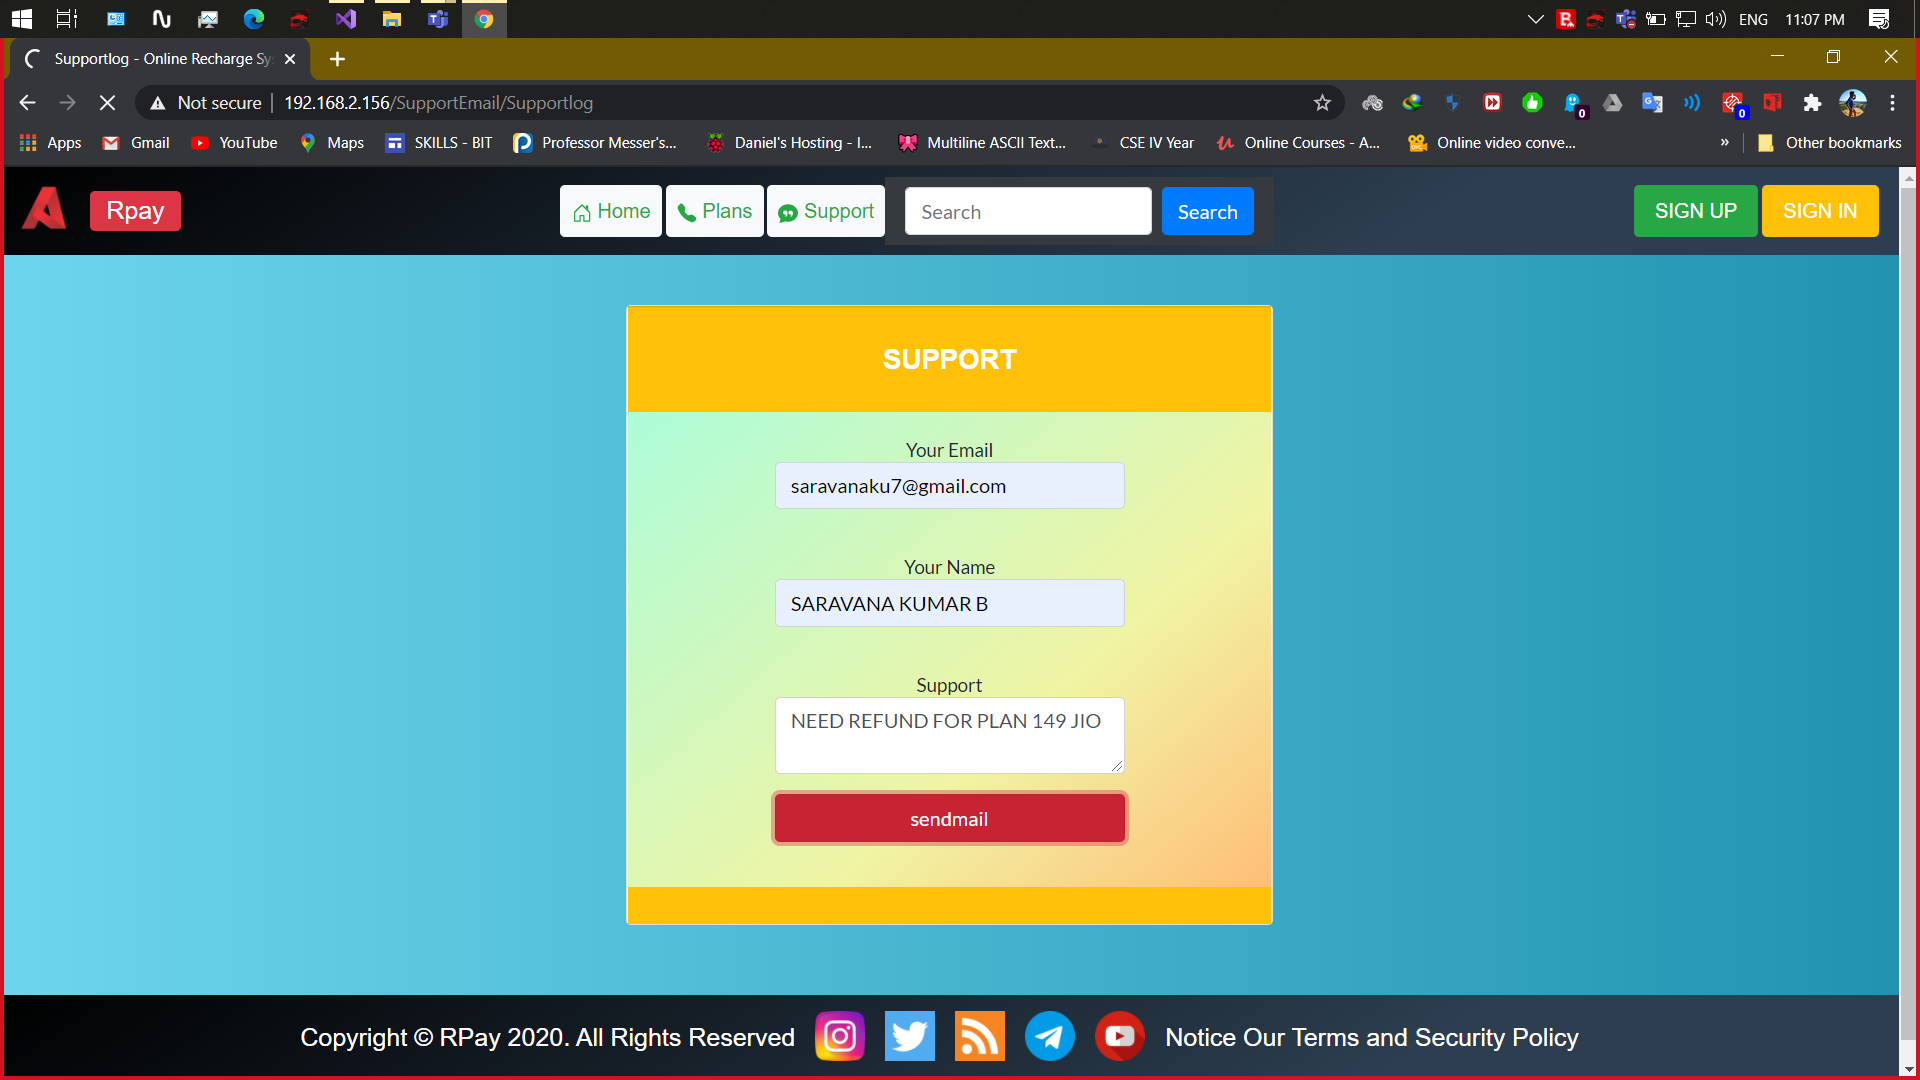 ENG 11:07 PM
Supportlog - Online Recharge Sy
Not secure 192.168.2.156/SupportEmail/Supportlog
0 0
Apps Gmail YouTube Maps SKILLS - BIT Professor Messer's... Daniel's Hosting - I... Multiline ASCII Text... CSE IV Year Online Courses - A... Online video conve... » Other bookmarks
Rpay Home Plans Support Search Search SIGN UP SIGN IN
SUPPORT
Your Email
saravanaku7@gmail.com
Your Name
SARAVANA KUMAR B
Support
NEED REFUND FOR PLAN 149 JIO
sendmail
Copyright © RPay 2020. All Rights Reserved Notice Our Terms and Security Policy